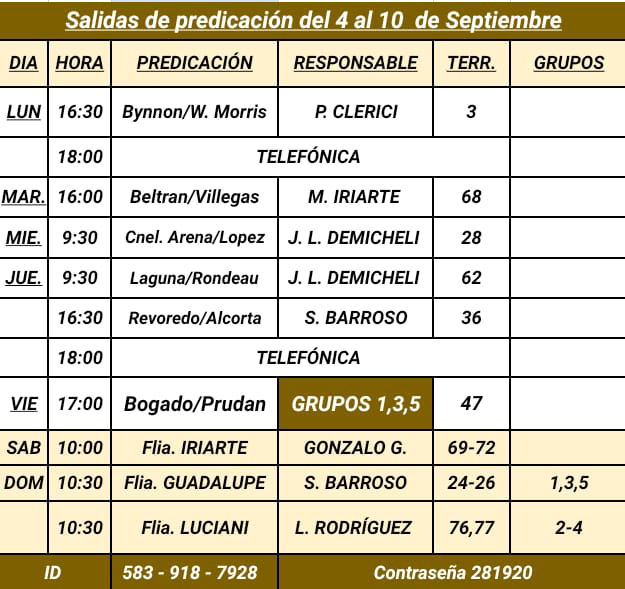 Salidas de predicación del 4 al 10 de Septiembre
DIA HORA PREDICACIÓN RESPONSABLE TERR. GRUPOS
LUN 16:30 Bynnon/W. Morris P. CLERICI 3
18:00 TELEFÓNICA
MAR. 16:00 Beltran/Villegas M. IRIARTE 68
MIE. 9:30 Cnel. Arena/Lopez J. L. DEMICHELI 28
JUE. 9:30 Laguna/Rondeau J. L. DEMICHELI 62
16:30 Revoredo/Alcorta S. BARROSO 36
18:00 TELEFÓNICA
VIE 17:00 Bogado/Prudan GRUPOS 1,3,5 47
SAB 10:00 Flia. IRIARTE GONZALO G. 69-72
DOM 10:30 Flia. GUADALUPE S. BARROSO 24-26 1,3,5
10:30 Flia. LUCIANI L. RODRÍGUEZ 76,77 2-4
ID 583 - 918 - 7928 Contraseña 281920